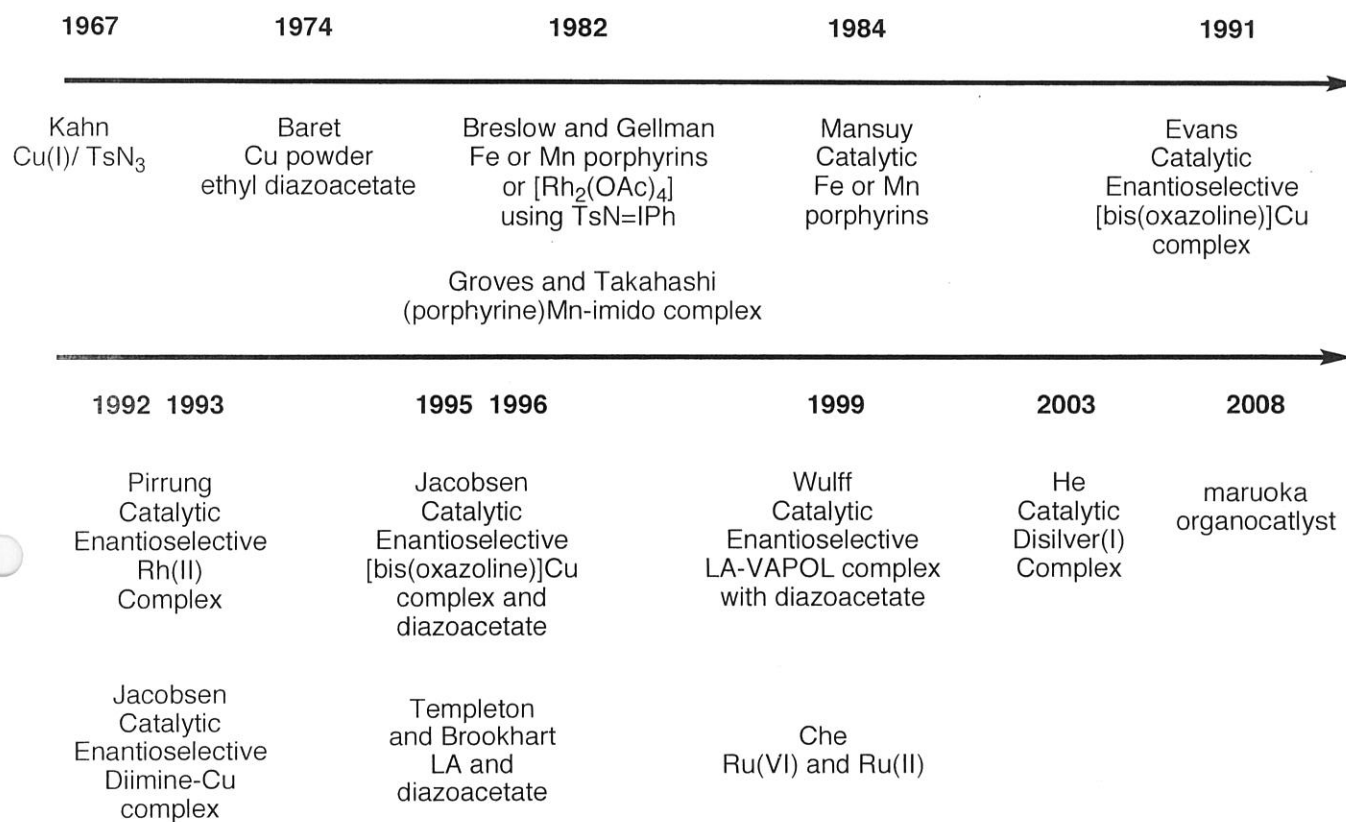 1967 1974 1982 1984 1991
Kahn
Cu(I)/ TsN3
Baret
Cu powder
ethyl diazoacetate
Breslow and Gellman
Fe or Mn porphyrins
or [Rh2(OAc)4]
using TsN=IPh
Groves and Takahashi
(porphyrine)Mn-imido complex
Mansuy
Catalytic
Fe or Mn
porphyrins
Evans
Catalytic
Enantioselective
[bis(oxazoline)]Cu
complex
1992 1993 1995 1996 1999 2003 2008
Pirrung
Catalytic
Enantioselective
Rh(II)
Complex
Jacobsen
Catalytic
Enantioselective
Diimine-Cu
complex
Jacobsen
Catalytic
Enantioselective
[bis(oxazoline)]Cu
complex and
diazoacetate
Templeton
and Brookhart
LA and
diazoacetate
Wulff
Catalytic
Enantioselective
LA-VAPOL complex
with diazoacetate
Che
Ru(VI) and Ru(II)
He
Catalytic
Disilver(I)
Complex
maruoka
organocatlyst